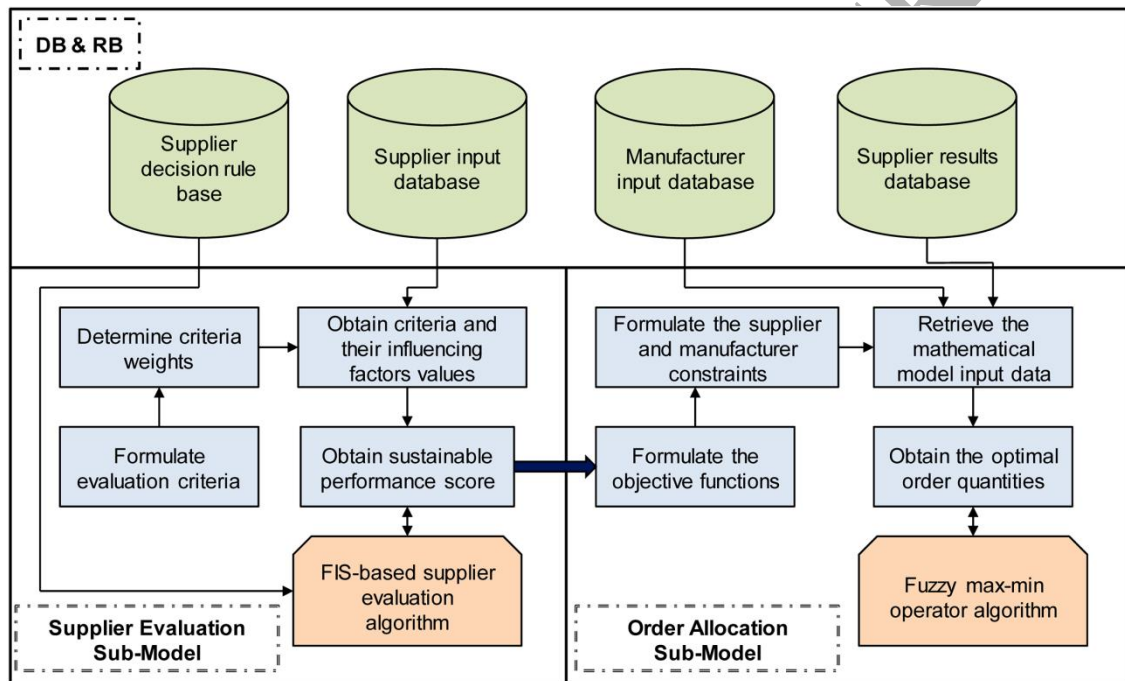 DB & RB
Supplier
decision rule
base
Supplier input
database
Manufacturer
input database
Supplier results
database
Determine criteria
weights
Obtain criteria and
their influencing
factors values
Formulate the supplier
and manufacturer
constraints
Retrieve the
mathematical
model input data
Formulate
evaluation criteria
Obtain sustainable
performance score
Formulate the
objective functions
Obtain the optimal
order quantities
FIS-based supplier
evaluation
algorithm
Fuzzy max-min
operator algorithm
Supplier Evaluation
Sub-Model
Order Allocation
Sub-Model